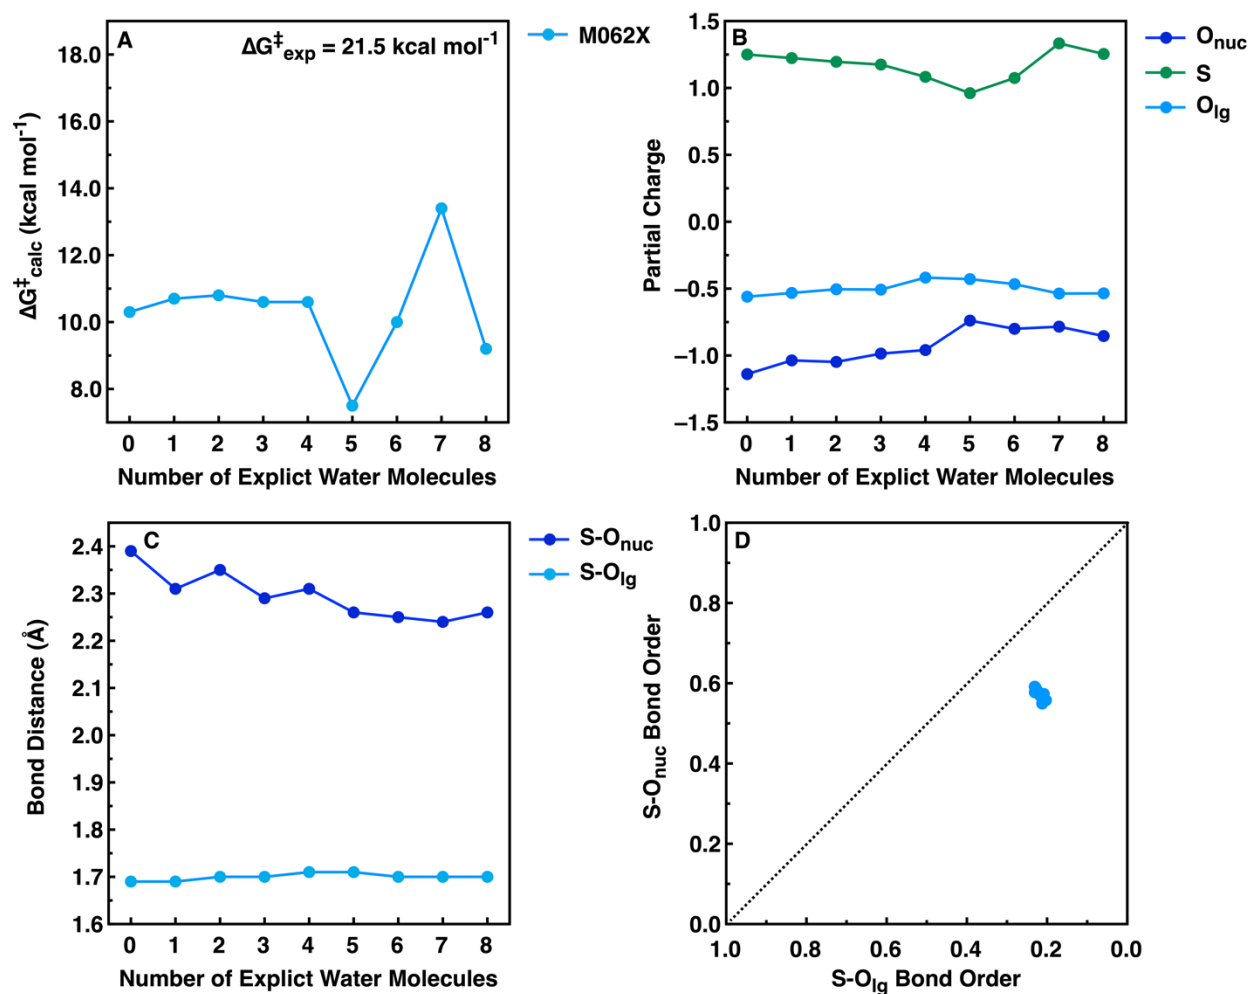 A
ΔG‡exp = 21.5 kcal mol-1
M062X
18.0
16.0
14.0
12.0
10.0
8.0
ΔG‡calc (kcal mol-1)
0 1 2 3 4 5 6 7 8
Number of Explict Water Molecules
B
Onuc
S
Olg
1.5
1.0
0.5
0.0
−0.5
−1.0
−1.5
Partial Charge
0 1 2 3 4 5 6 7 8
Number of Explict Water Molecules
C
S-Onuc
S-Olg
2.4
2.3
2.2
2.1
2.0
1.9
1.8
1.7
1.6
Bond Distance (Å)
0 1 2 3 4 5 6 7 8
Number of Explict Water Molecules
D
1.0
0.8
0.6
0.4
0.2
0.0
S-Onuc Bond Order
1.0 0.8 0.6 0.4 0.2 0.0
S-Olg Bond Order